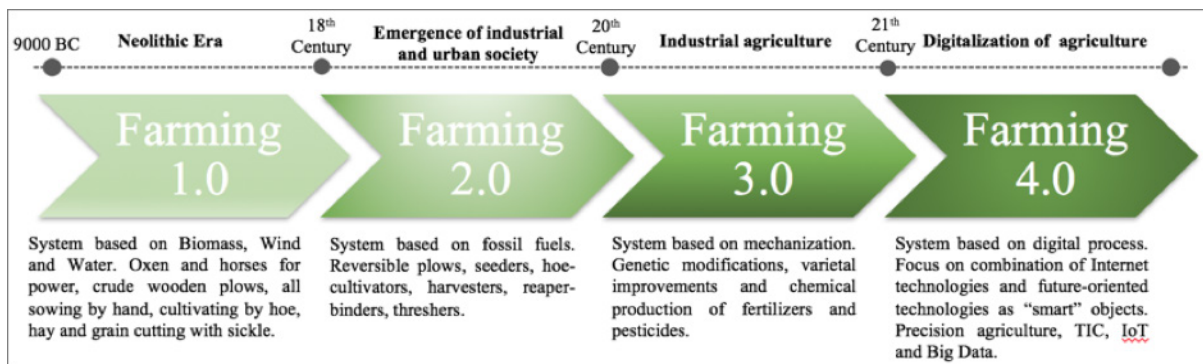 9000 BC
Neolithic Era
18th
Century
Emergence of industrial
and urban society
20th
Century
Industrial agriculture
21th
Century
Digitalization of agriculture
Farming
1.0
Farming
2.0
Farming
3.0
Farming
4.0
System based on Biomass, Wind
and Water. Oxen and horses for
power, crude wooden plows, all
sowing by hand, cultivating by hoe,
hay and grain cutting with sickle.
System based on fossil fuels.
Reversible plows, seeders, hoe-
cultivators, harvesters, reaper-
binders, threshers.
System based on mechanization.
Genetic modifications, varietal
improvements and chemical
production of fertilizers and
pesticides.
System based on digital process.
Focus on combination of Internet
technologies and future-oriented
technologies as “smart” objects.
Precision agriculture, TIC, IoT
and Big Data.